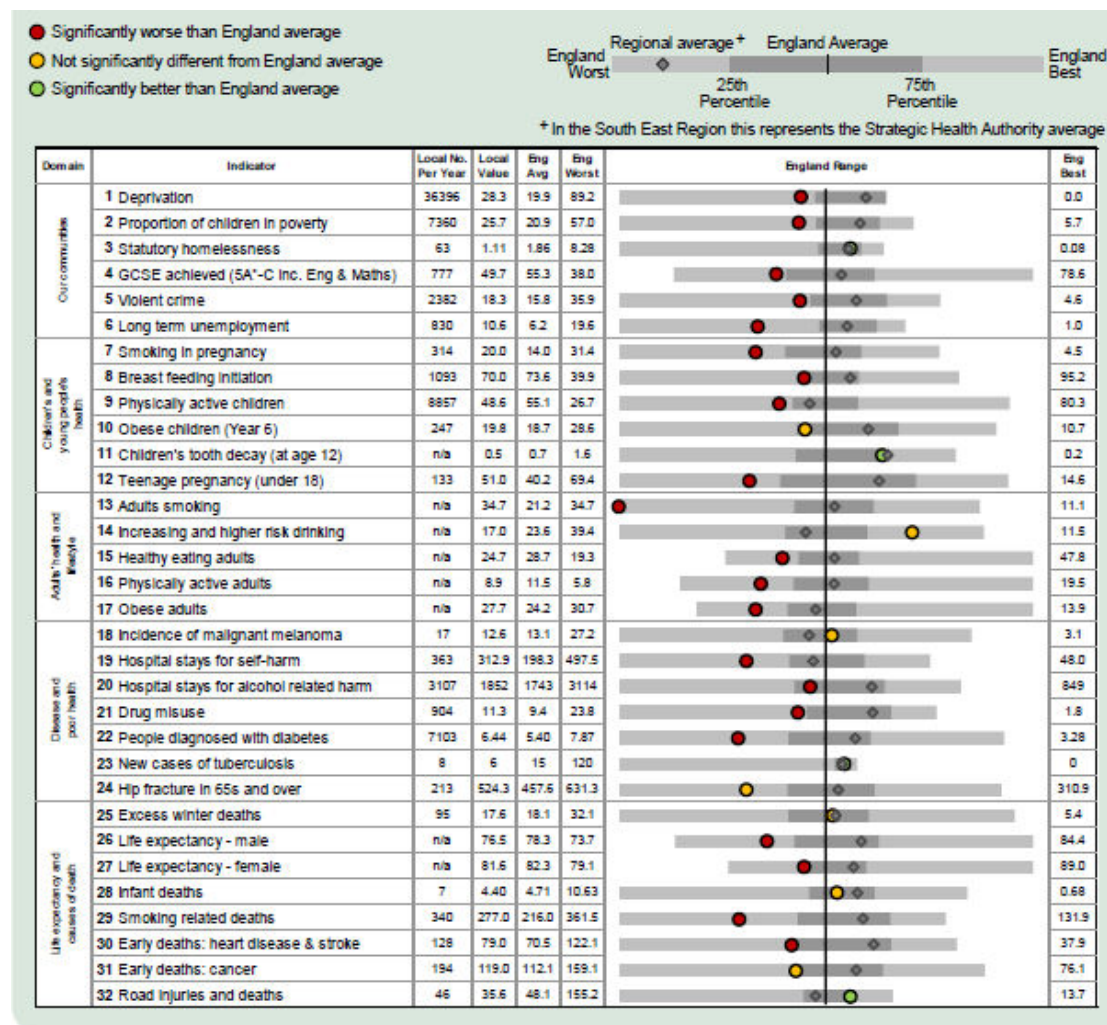 Significantly worse than England average
Not significantly different from England average
Significantly better than England average
Regional average + England Average
England Worst
England Best
25th Percentile
75th Percentile
+ In the South East Region this represents the Strategic Health Authority average
Domain Indicator Local No. Per Year Local Value Eng Avg Eng Worst England Range Eng Best
Our communities
1 Deprivation 36396 28.3 19.9 89.2 0.0
2 Proportion of children in poverty 7360 25.7 20.9 57.0 5.7
3 Statutory homelessness 63 1.11 1.86 8.28 0.08
4 GCSE achieved (5A*-C inc. Eng & Maths) 777 49.7 55.3 38.0 78.6
5 Violent crime 2382 18.3 15.8 35.9 4.6
6 Long term unemployment 830 10.6 6.2 19.6 1.0
Children's and young people's health
7 Smoking in pregnancy 314 20.0 14.0 31.4 4.5
8 Breast feeding initiation 1093 70.0 73.6 39.9 95.2
9 Physically active children 8857 48.6 55.1 26.7 80.3
10 Obese children (Year 6) 247 19.8 18.7 28.6 10.7
11 Children's tooth decay (at age 12) n/a 0.5 0.7 1.6 0.2
12 Teenage pregnancy (under 18) 133 51.0 40.2 69.4 14.6
Adults' health and lifestyle
13 Adults smoking n/a 34.7 21.2 34.7 11.1
14 Increasing and higher risk drinking n/a 17.0 23.6 39.4 11.5
15 Healthy eating adults n/a 24.7 28.7 19.3 47.8
16 Physically active adults n/a 8.9 11.5 5.8 19.5
17 Obese adults n/a 27.7 24.2 30.7 13.9
Disease and poor health
18 Incidence of malignant melanoma 17 12.6 13.1 27.2 3.1
19 Hospital stays for self-harm 363 312.9 198.3 497.5 48.0
20 Hospital stays for alcohol related harm 3107 1852 1743 3114 849
21 Drug misuse 904 11.3 9.4 23.8 1.8
22 People diagnosed with diabetes 7103 6.44 5.40 7.87 3.28
23 New cases of tuberculosis 8 6 15 120 0
24 Hip fracture in 65s and over 213 524.3 457.6 631.3 310.9
Life expectancy and causes of death
25 Excess winter deaths 95 17.6 18.1 32.1 5.4
26 Life expectancy - male n/a 76.5 78.3 73.7 84.4
27 Life expectancy - female n/a 81.6 82.3 79.1 89.0
28 Infant deaths 7 4.40 4.71 10.63 0.68
29 Smoking related deaths 340 277.0 216.0 361.5 131.9
30 Early deaths: heart disease & stroke 128 79.0 70.5 122.1 37.9
31 Early deaths: cancer 194 119.0 112.1 159.1 76.1
32 Road injuries and deaths 46 35.6 48.1 155.2 13.7